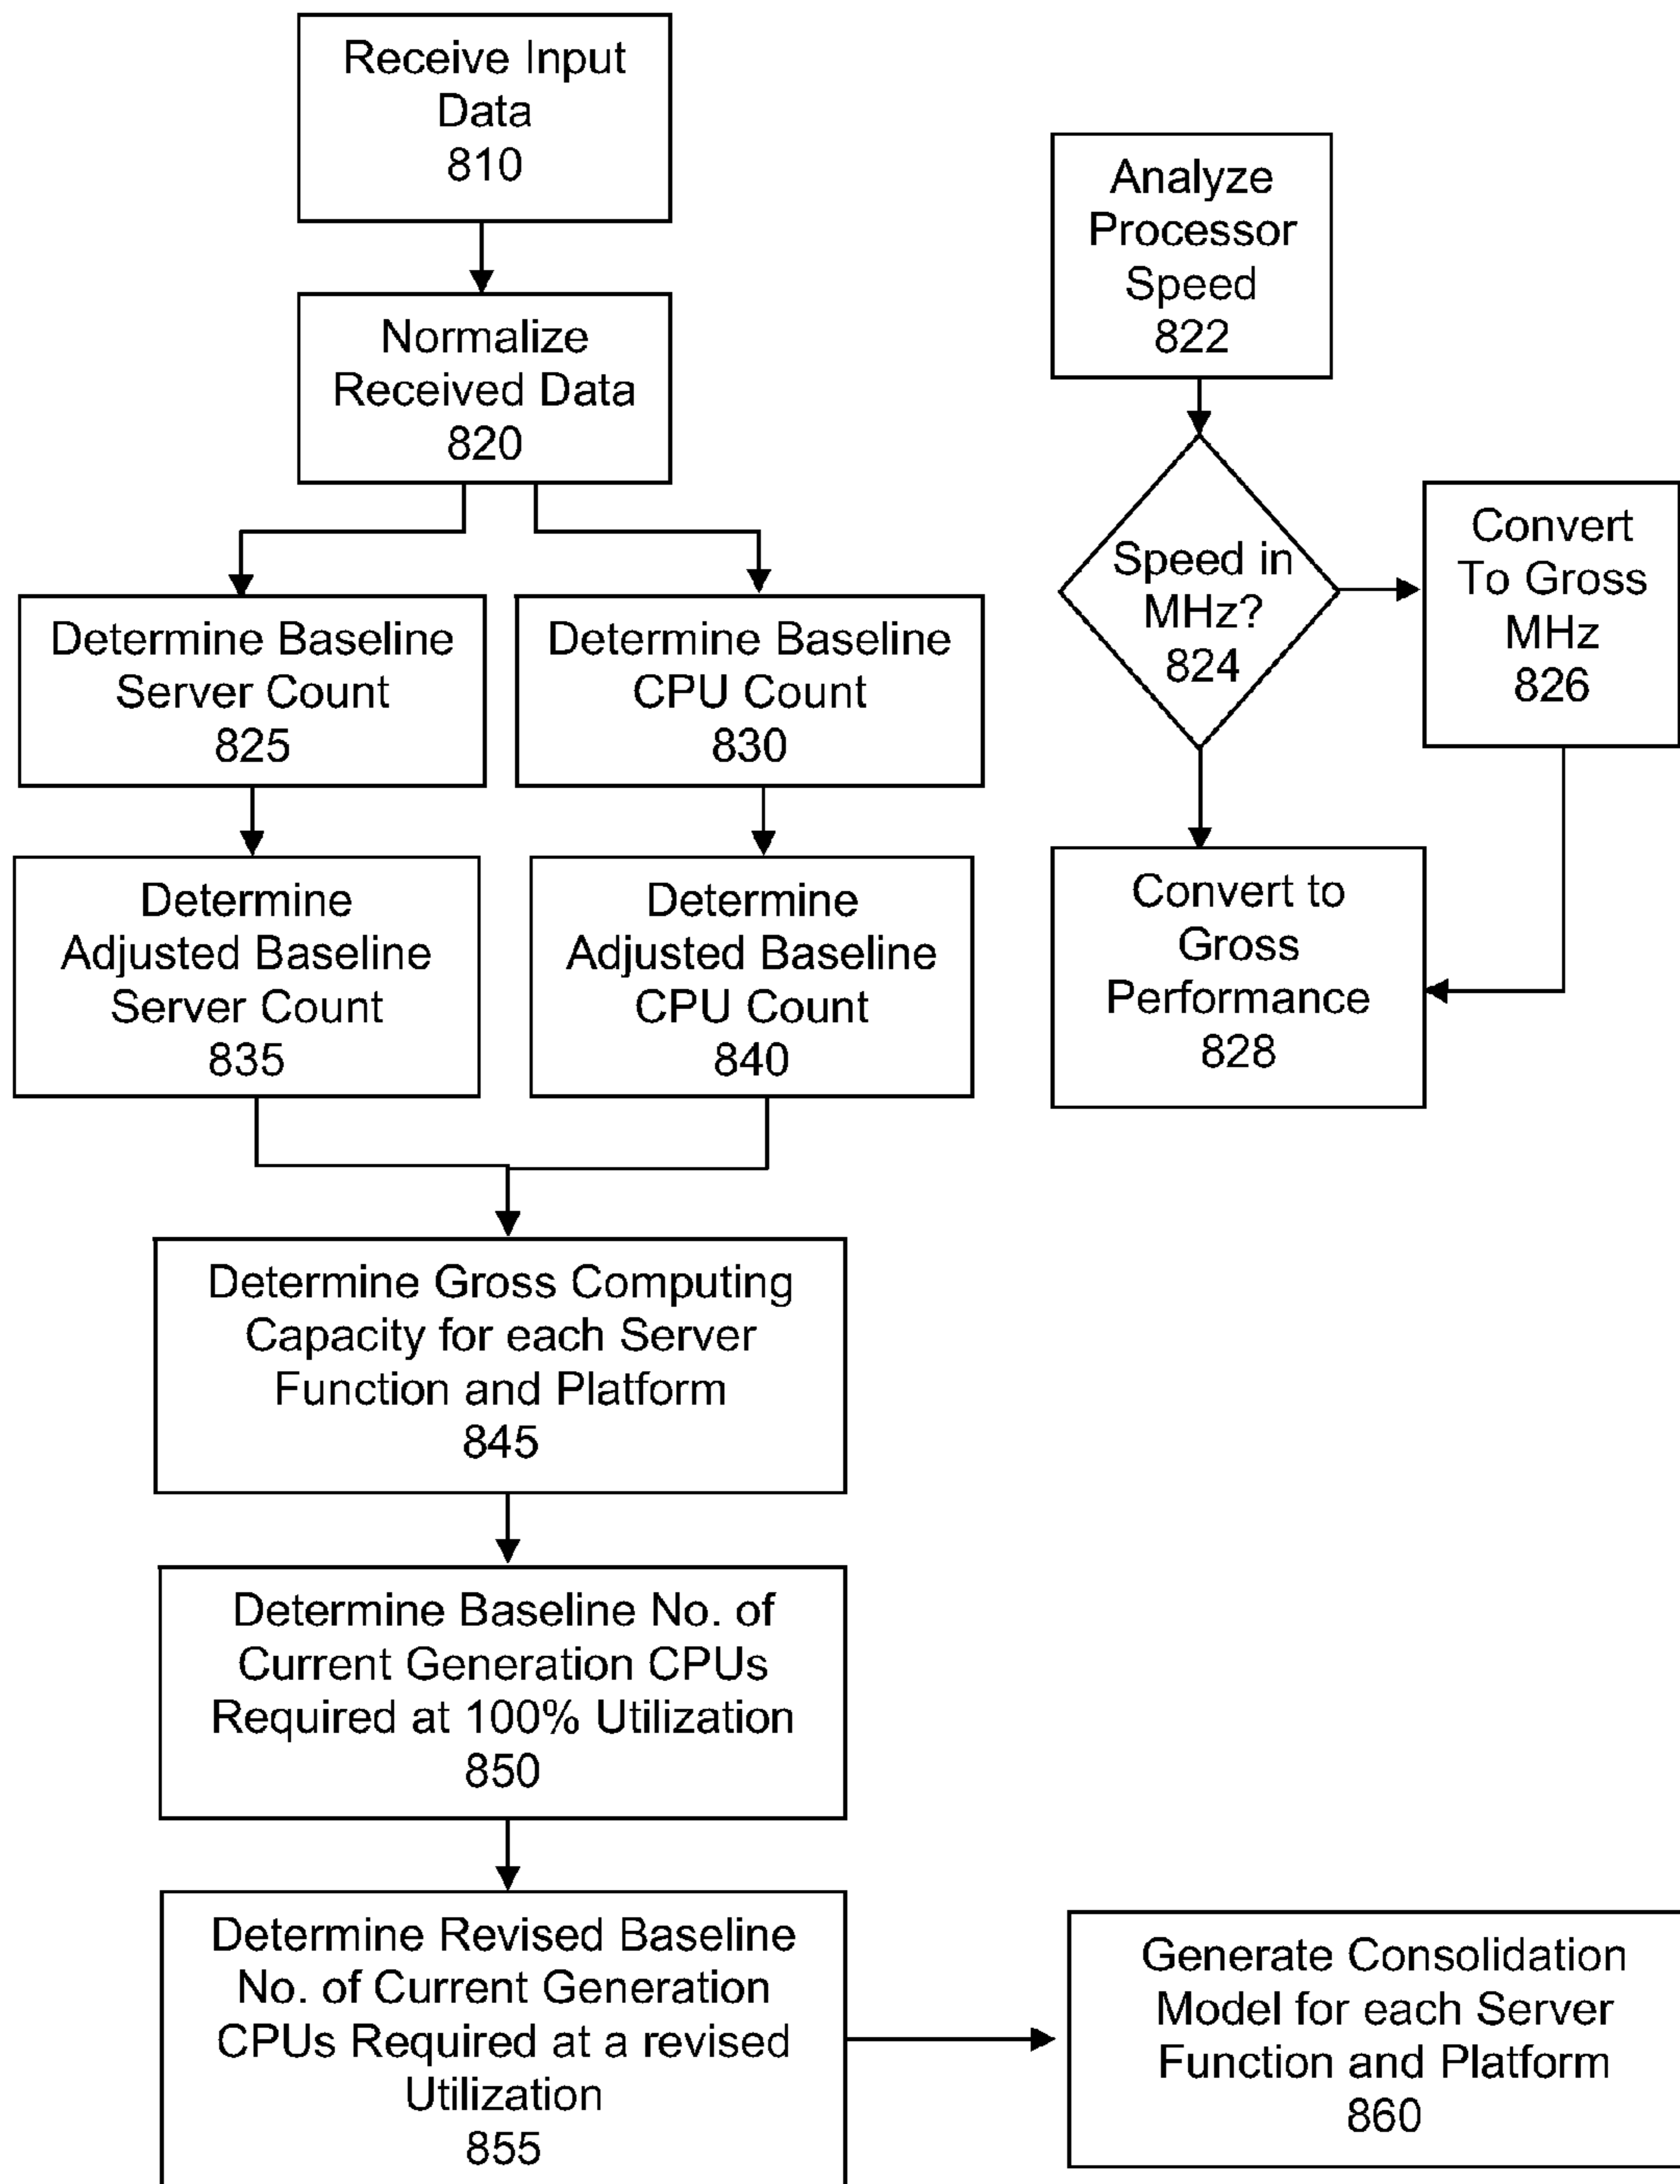 Receive Input
Data
810
Normalize
Received Data
820
Determine Baseline
Server Count
825
Determine Baseline
CPU Count
830
Determine
Adjusted Baseline
Server Count
835
Determine
Adjusted Baseline
CPU Count
840
Determine Gross Computing
Capacity for each Server
Function and Platform
845
Determine Baseline No. of
Current Generation CPUs
Required at 100% Utilization
850
Determine Revised Baseline
No. of Current Generation
CPUs Required at a revised
Utilization
855
Generate Consolidation
Model for each Server
Function and Platform
860
Analyze
Processor
Speed
822
Speed in
MHz?
824
Convert
To Gross
MHz
826
Convert to
Gross
Performance
828